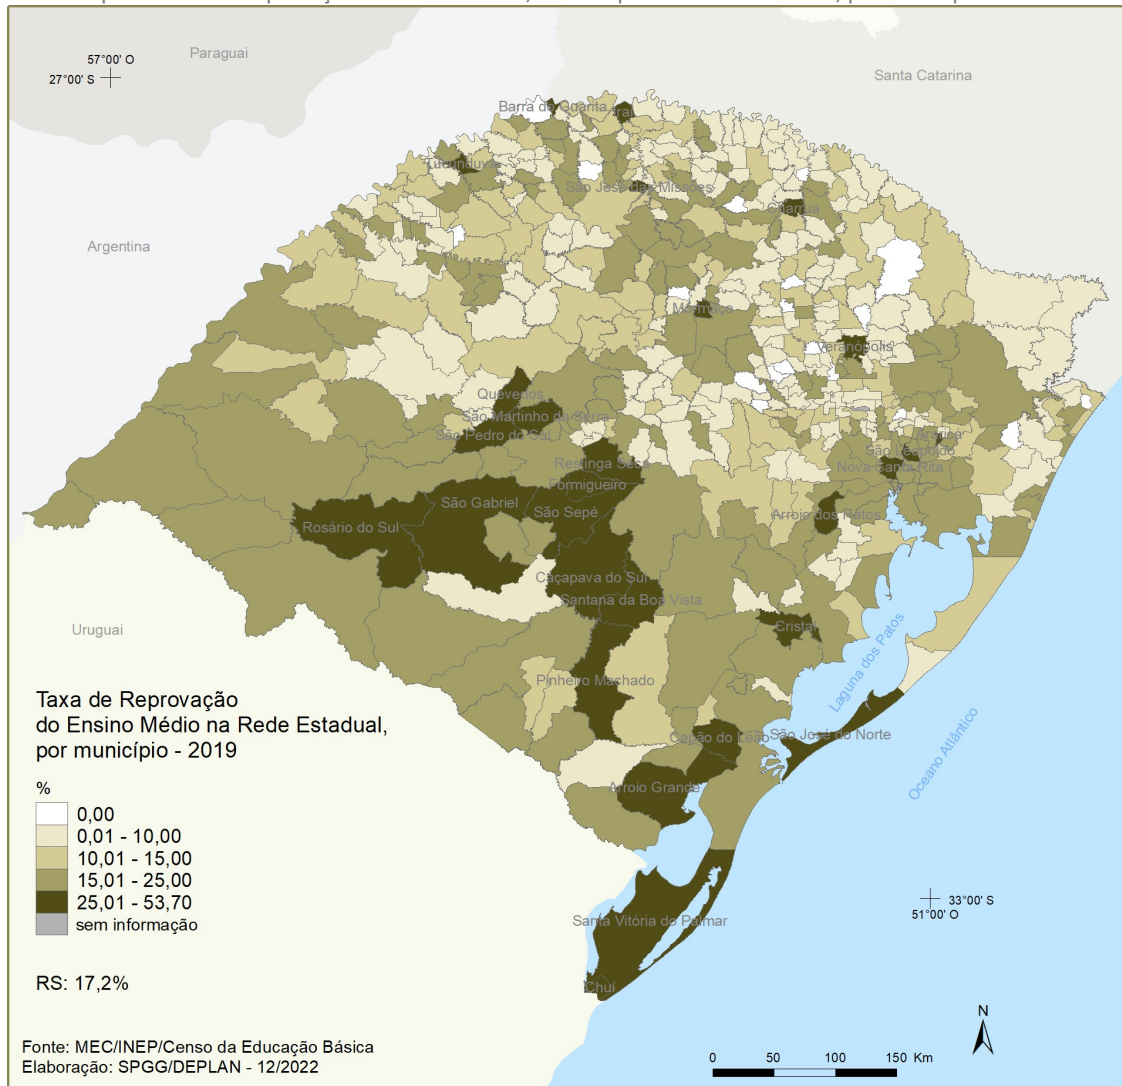 Paraguai
57°00' O
27°00' S
Santa Catarina
Barra do Guarita
Iraí
Tucunduva
São José das Missões
Charrua
Argentina
Mormaço
Veranópolis
Quevedos
São Martinho da Serra
São Pedro do Sul
Araricá
São Leopoldo
Nova Santa Rita
Restinga Seca
Formigueiro
São Gabriel
São Sepé
Arroio dos Ratos
Rosário do Sul
Caçapava do Sul
Santana da Boa Vista
Cristal
Uruguai
Laguna dos Patos
Pinheiro Machado
Capão do Leão
São José do Norte
Oceano Atlântico
Arroio Grande
Taxa de Reprovação
do Ensino Médio na Rede Estadual,
por município - 2019
%
0,00
0,01 - 10,00
10,01 - 15,00
15,01 - 25,00
25,01 - 53,70
sem informação
33°00' S
51°00' O
Santa Vitória do Palmar
Chuí
RS: 17,2%
N
Fonte: MEC/INEP/Censo da Educação Básica
Elaboração: SPGG/DEPLAN - 12/2022
0 50 100 150 Km